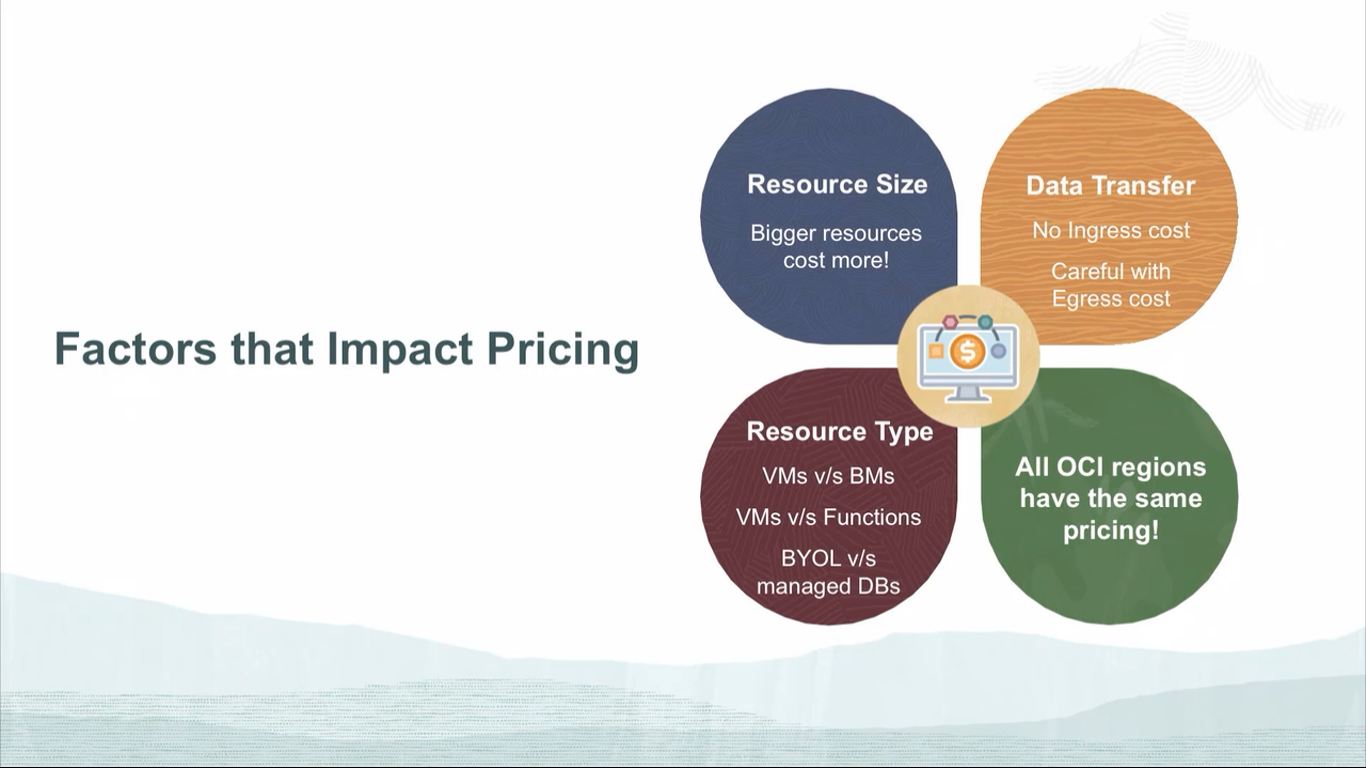 Factors that Impact Pricing
Resource Size
Bigger resources
cost more!
Data Transfer
No Ingress cost
Careful with
Egress cost
$
Resource Type
VMs v/s BMs
VMs v/s Functions
BYOL v/s
managed DBs
All OCI regions
have the same
pricing!